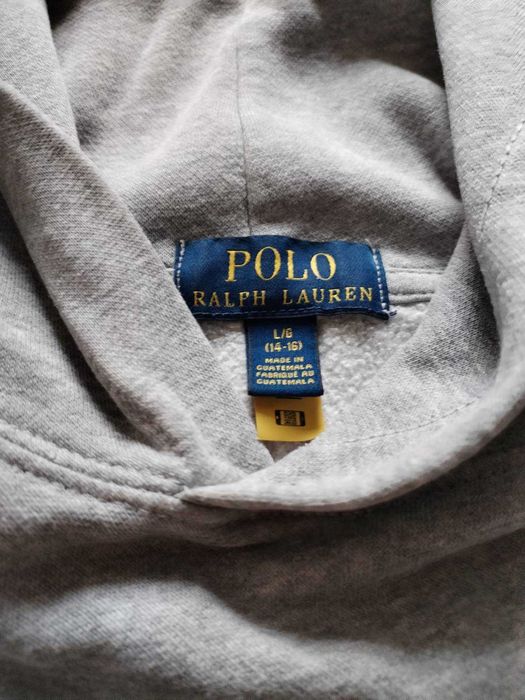 POLO
RALPH LAUREN
L/G
(14-16)
MADE IN
GUATEMALA
FABRIQUÉ AU
GUATEMALA